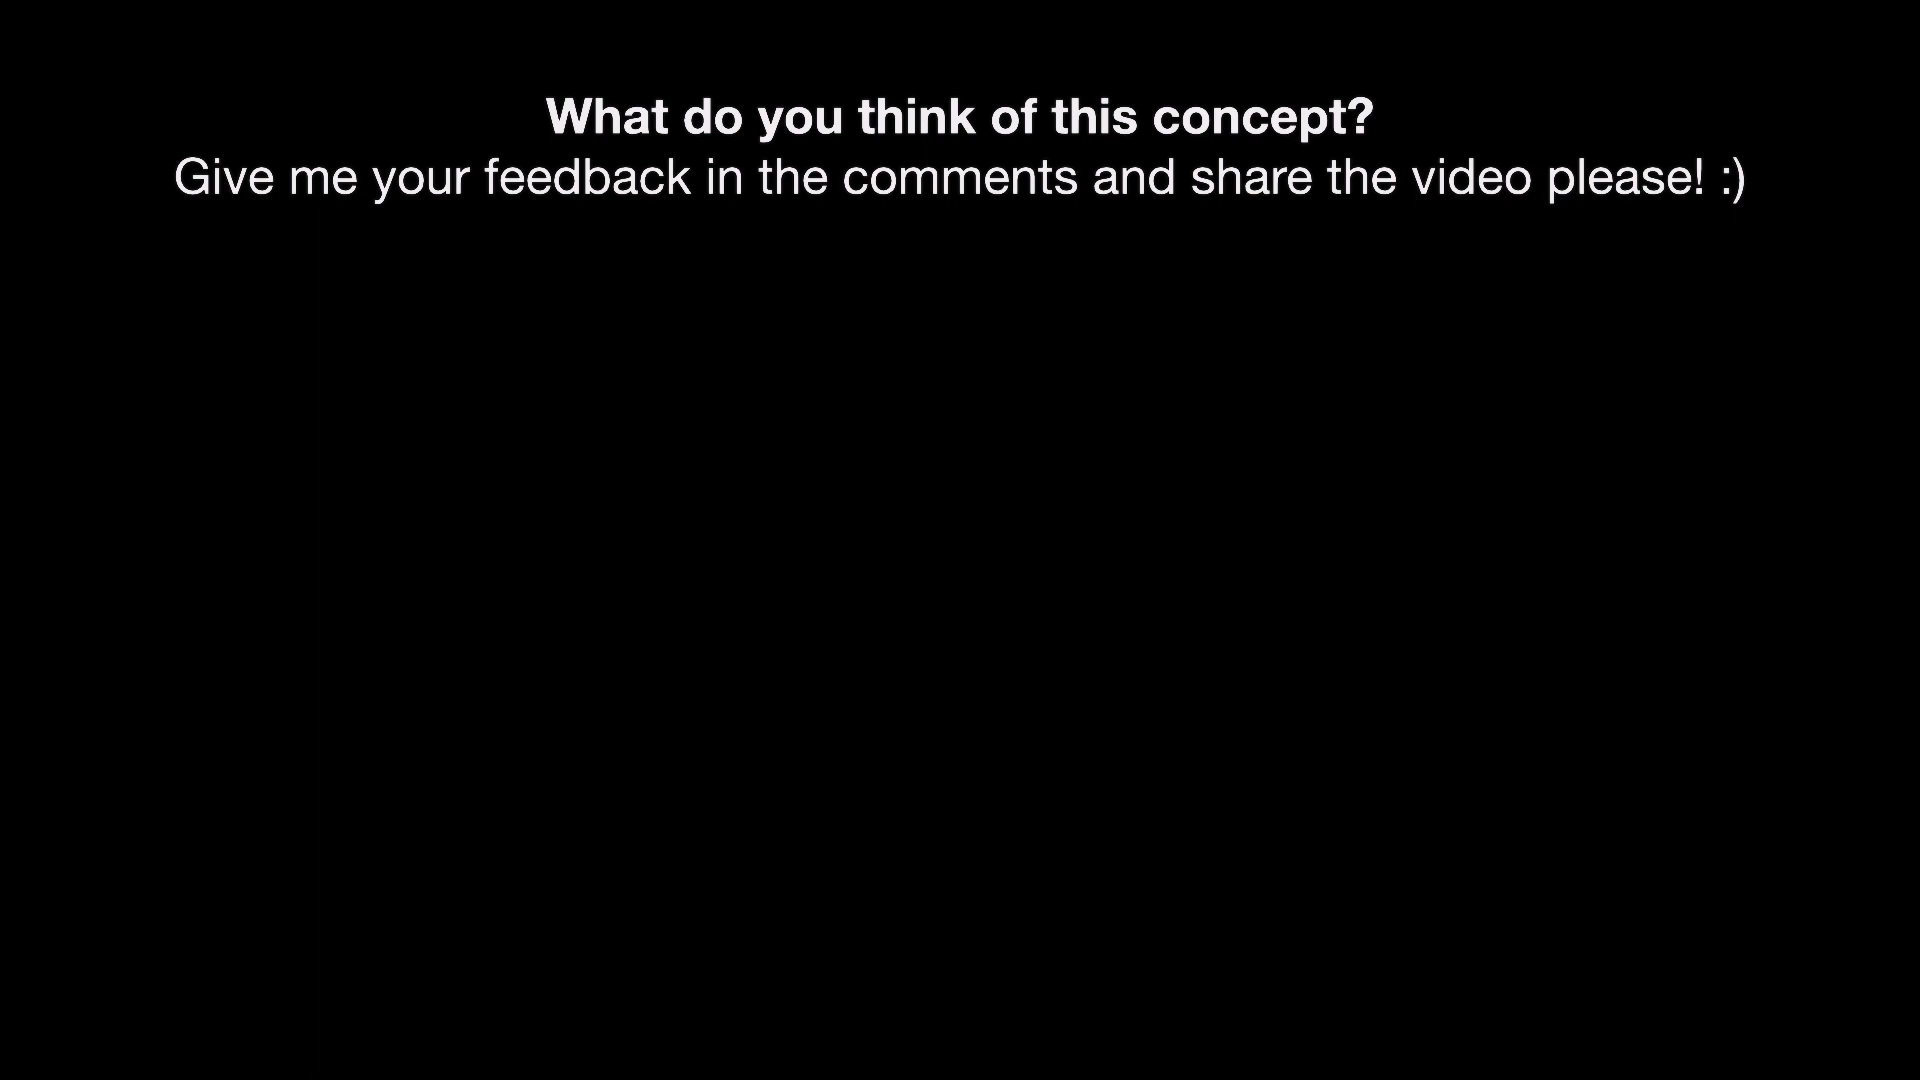 What do you think of this concept?
Give me your feedback in the comments and share the video please! :)